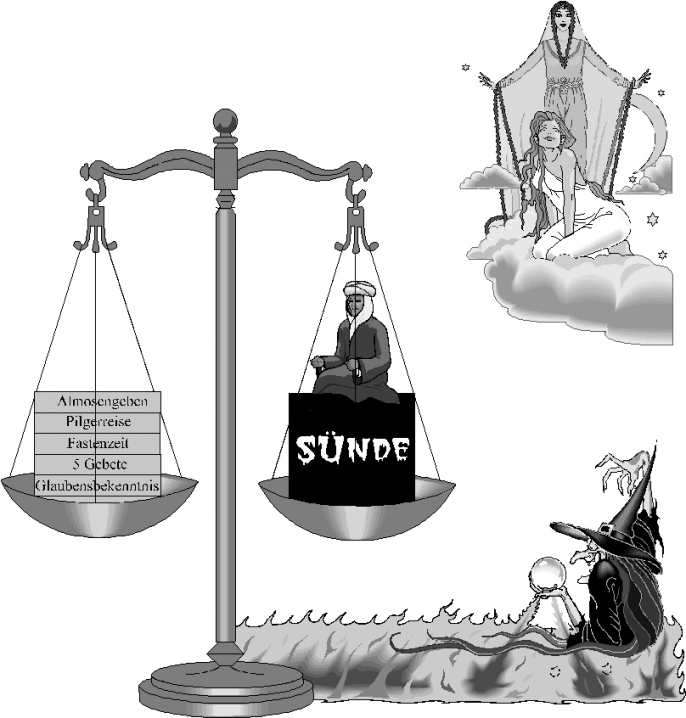 Almosengeben
Pilgerreise
Fastenzeit
5 Gebete
Glaubensbekenntnis
SÜNDE